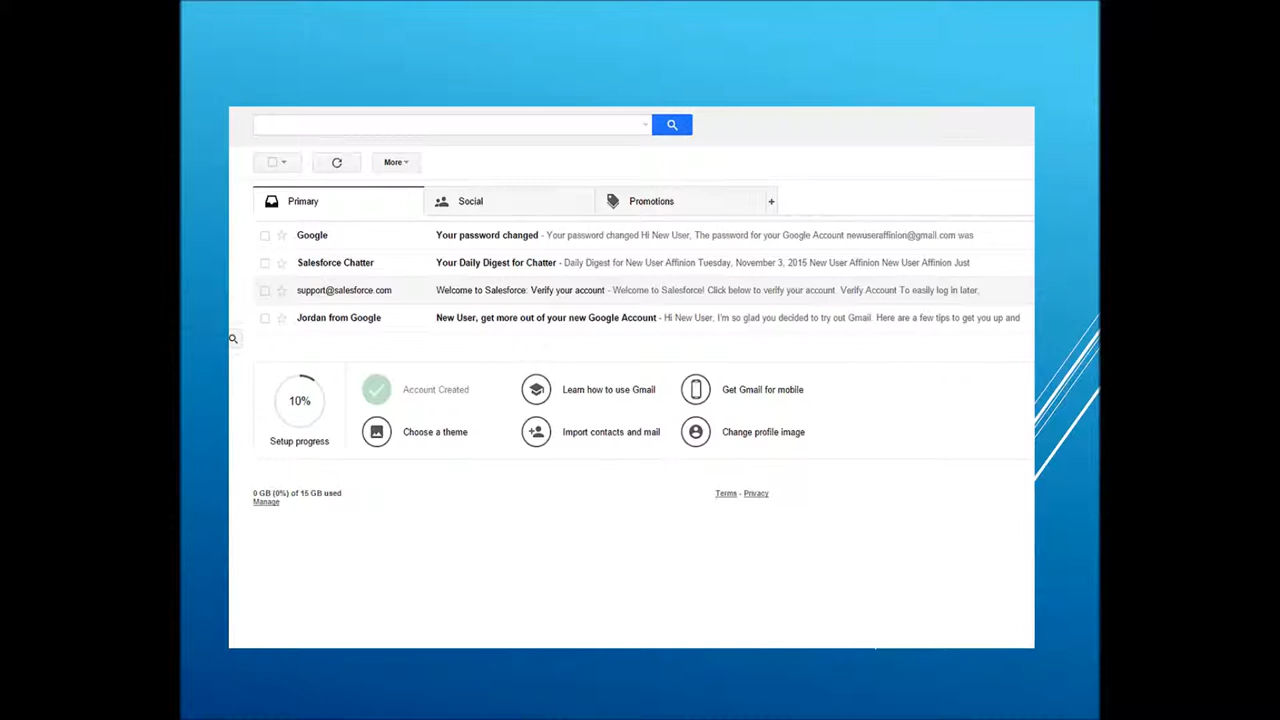 More
Primary Social Promotions +
Google Your password changed - Your password changed Hi New User, The password for your Google Account newuseraffinion@gmail.com was
Salesforce Chatter Your Daily Digest for Chatter - Daily Digest for New User Affinion Tuesday, November 3, 2015 New User Affinion New User Affinion Just
support@salesforce.com Welcome to Salesforce: Verify your account - Welcome to Salesforce! Click below to verify your account. Verify Account To easily log in later,
Jordan from Google New User, get more out of your new Google Account - Hi New User, I'm so glad you decided to try out Gmail. Here are a few tips to get you up and
10%
Setup progress
Account Created Learn how to use Gmail Get Gmail for mobile
Choose a theme Import contacts and mail Change profile image
0 GB (0%) of 15 GB used
Manage
Terms - Privacy